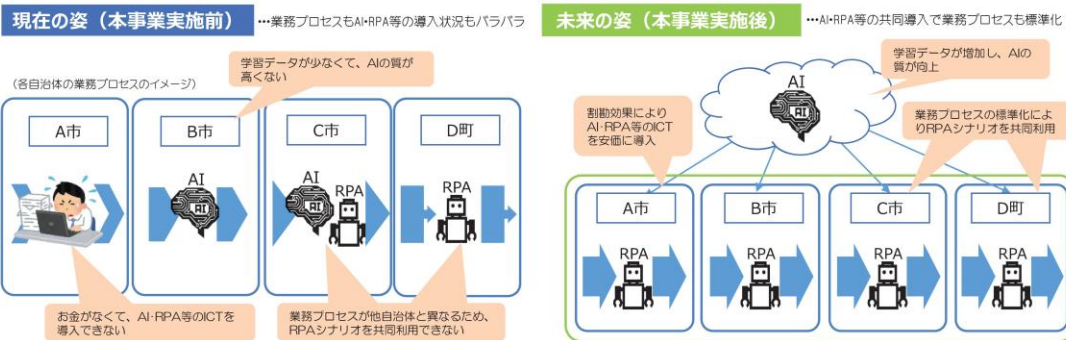 現在の姿（本事業実施前）
…業務プロセスもAI・RPA等の導入状況もバラバラ
学習データが少なくて、AIの質が
高くない
（各自治体の業務プロセスのイメージ）
A市
B市
C市
D町
AI
AI
AI
AI
RPA
RPA
お金がなくて、AI・RPA等のICTを
導入できない
業務プロセスが他自治体と異なるため、
RPAシナリオを共同利用できない
未来の姿（本事業実施後）
…AI・RPA等の共同導入で業務プロセスも標準化
学習データが増加し、AIの
質が向上
AI
AI
割勘効果により
AI・RPA等のICT
を安価に導入
業務プロセスの標準化によ
りRPAシナリオを共同利用
A市
B市
C市
D町
RPA
RPA
RPA
RPA